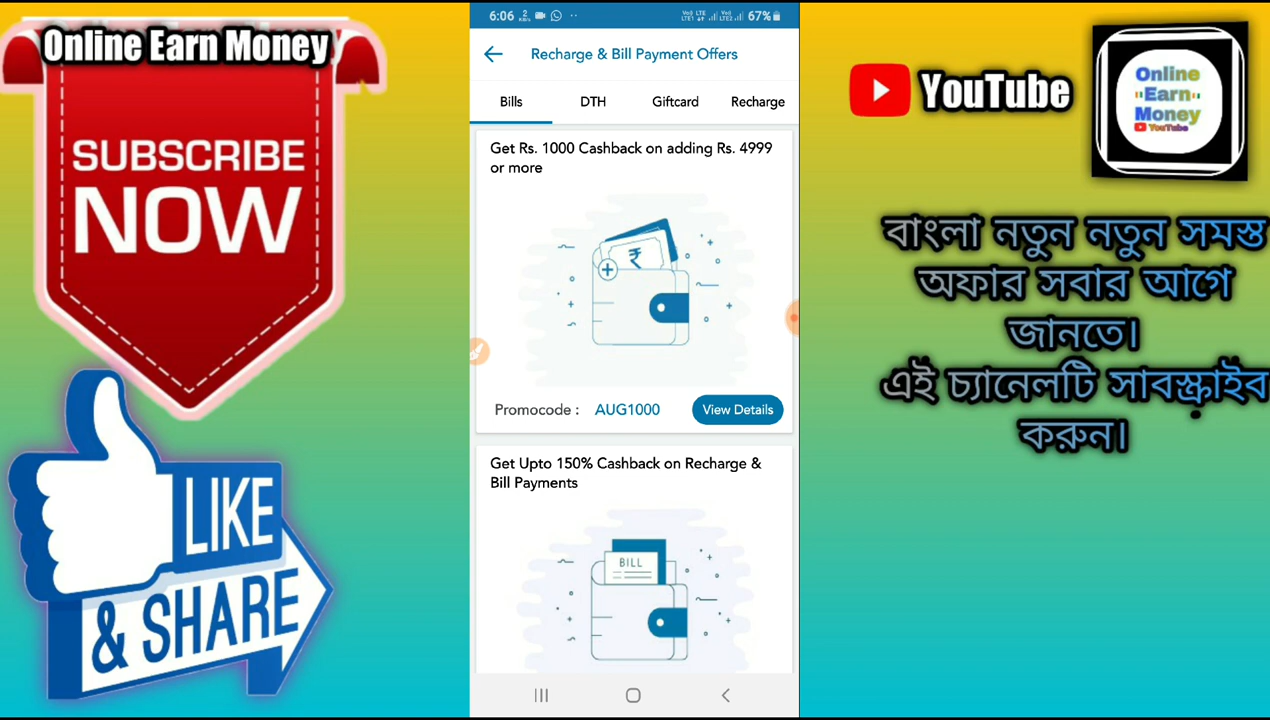 Online Earn Money
SUBSCRIBE
NOW
LIKE
& SHARE
6:06
67%
Recharge & Bill Payment Offers
Bills DTH Giftcard Recharge
Get Rs. 1000 Cashback on adding Rs. 4999
or more
₹
Promocode : AUG1000 View Details
Get Upto 150% Cashback on Recharge &
Bill Payments
BILL
YouTube
Online
Earn
Money
YouTube
বাংলা নতুন নতুন সমস্ত
অফার সবার আগে
জানতে।
এই চ্যানেলটি সাবস্ক্রাইব
করুন।